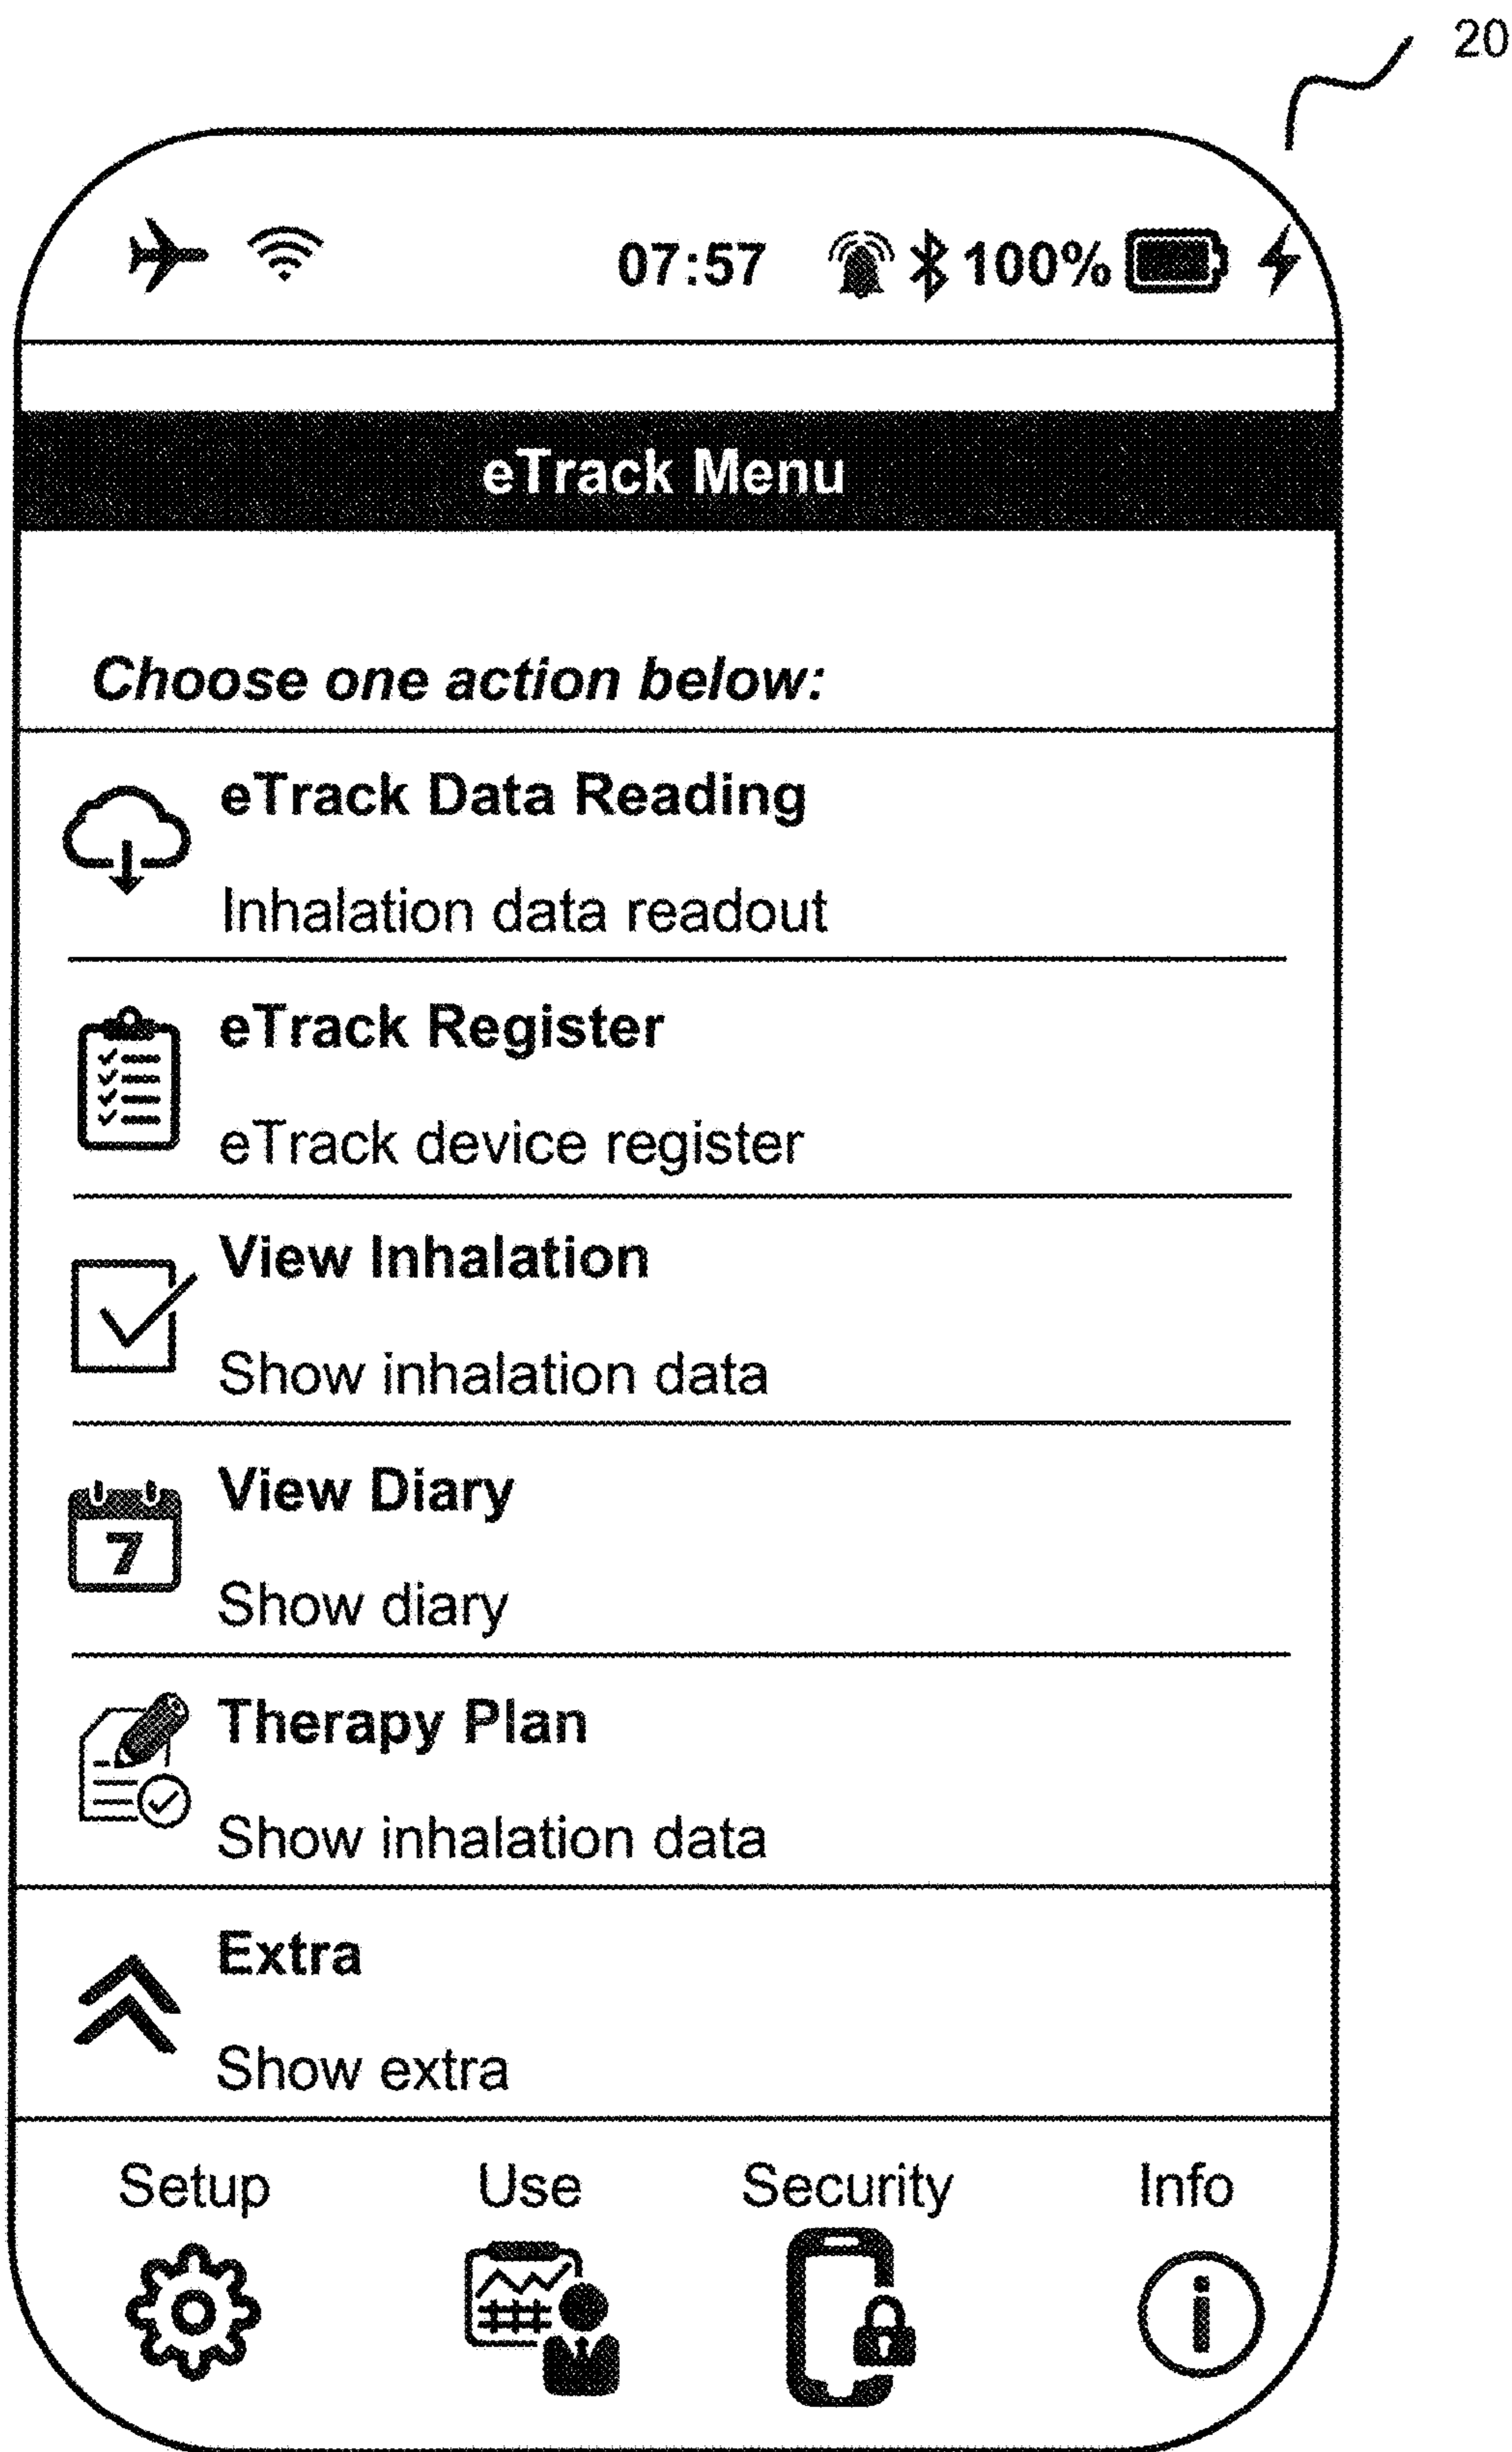 20
07:57 100%
eTrack Menu
Choose one action below:
eTrack Data Reading
Inhalation data readout
eTrack Register
eTrack device register
View Inhalation
Show inhalation data
View Diary
7
Show diary
Therapy Plan
Show inhalation data
Extra
Show extra
Setup Use Security Info
i